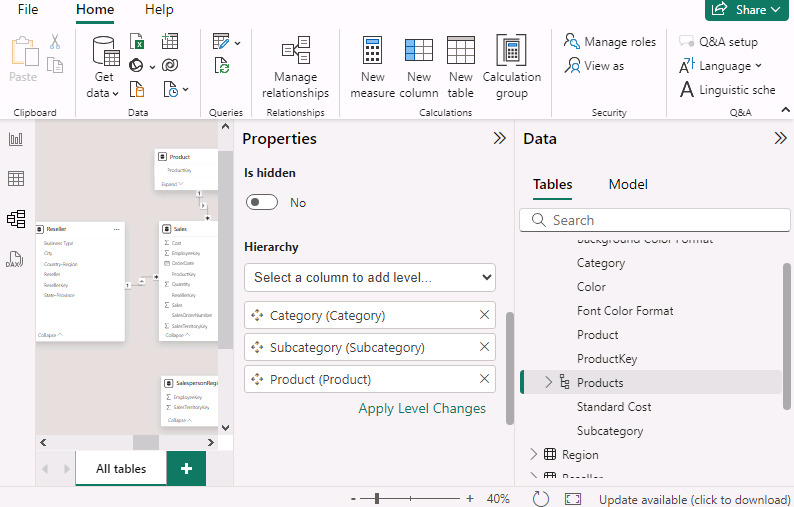 File Home Help Share
Paste
Get data
Manage relationships
New measure
New column
New table
Calculation group
Manage roles
View as
Q&A setup
Language
Linguistic sche
Clipboard Data Queries Relationships Calculations Security Q&A
DAX
Product
ProductKey
Expand
1
Reseller
Business Type
City
Country-Region
Reseller
ResellerKey
State-Province
Collapse
1
Sales
Σ Cost
Σ EmployeeKey
OrderDate
ProductKey
Σ Quantity
ResellerKey
Σ Sales
SalesOrderNumber
Σ SalesTerritoryKey
Collapse
SalespersonRegi
Σ EmployeeKey
Σ SalesTerritoryKey
Collapse
All tables +
Properties
Is hidden
No
Hierarchy
Select a column to add level...
Category (Category)
Subcategory (Subcategory)
Product (Product)
Apply Level Changes
Data
Tables Model
Search
Background Color Format
Category
Color
Font Color Format
Product
ProductKey
Products
Standard Cost
Subcategory
Region
Reseller
- + 40% Update available (click to download)